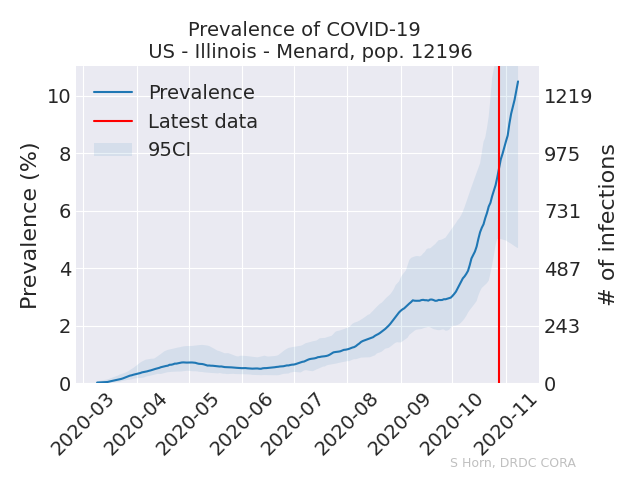 Prevalence of COVID-19
US - Illinois - Menard, pop. 12196
Prevalence
Latest data
95CI
Prevalence (%)
10
8
6
4
2
0
1219
975
731
487
243
0
# of infections
2020-03
2020-04
2020-05
2020-06
2020-07
2020-08
2020-09
2020-10
2020-11
S Horn, DRDC CORA